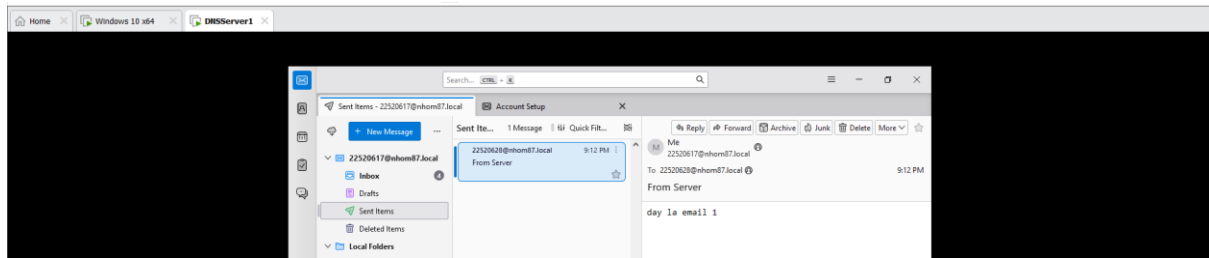 Home Windows 10 x64 DNSServer1
Search... CTRL + K
Sent Items - 22520617@nhom87.local Account Setup
+ New Message ... Sent Ite... 1 Message Quick Filt... Reply Forward Archive Junk Delete More
22520617@nhom87.local
Inbox 4
Drafts
Sent Items
Deleted Items
Local Folders
22520628@nhom87.local 9:12 PM
From Server
M Me
22520617@nhom87.local
To 22520628@nhom87.local 9:12 PM
From Server
day la email 1